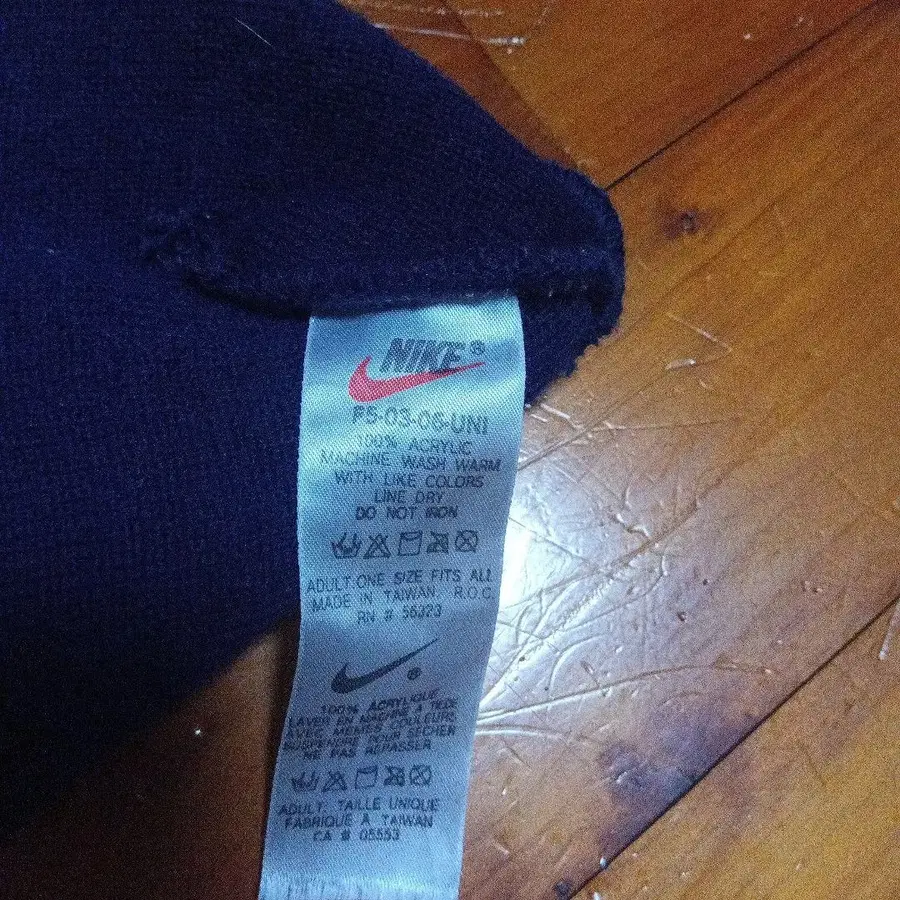 NIKE®
F5-03-06-UNI
100% ACRYLIC
MACHINE WASH WARM
WITH LIKE COLORS
LINE DRY
DO NOT IRON
ADULT.ONE SIZE FITS ALL
MADE IN TAIWAN, R.O.C
RN # 56323
®
100% ACRYLIQUE
LAVER EN MACHINE A TIEDE
AVEC MEMES COULEURS
SUSPENDRE POUR SECHER
NE PAS REPASSER
ADULT. TAILLE UNIQUE
FABRIQUE A TAIWAN
CA # 05553